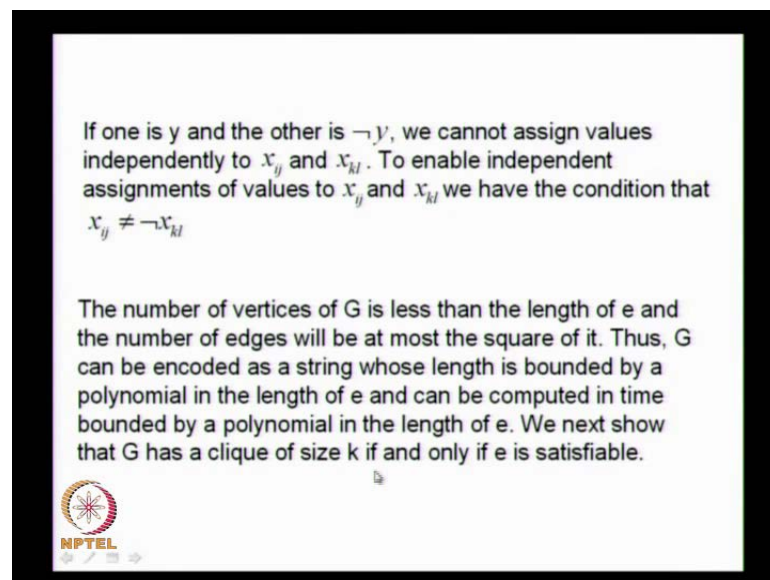 If one is y and the other is ¬y, we cannot assign values
independently to x_ij and x_kl. To enable independent
assignments of values to x_ij and x_kl we have the condition that
x_ij ≠ ¬x_kl
The number of vertices of G is less than the length of e and
the number of edges will be at most the square of it. Thus, G
can be encoded as a string whose length is bounded by a
polynomial in the length of e and can be computed in time
bounded by a polynomial in the length of e. We next show
that G has a clique of size k if and only if e is satisfiable.
NPTEL